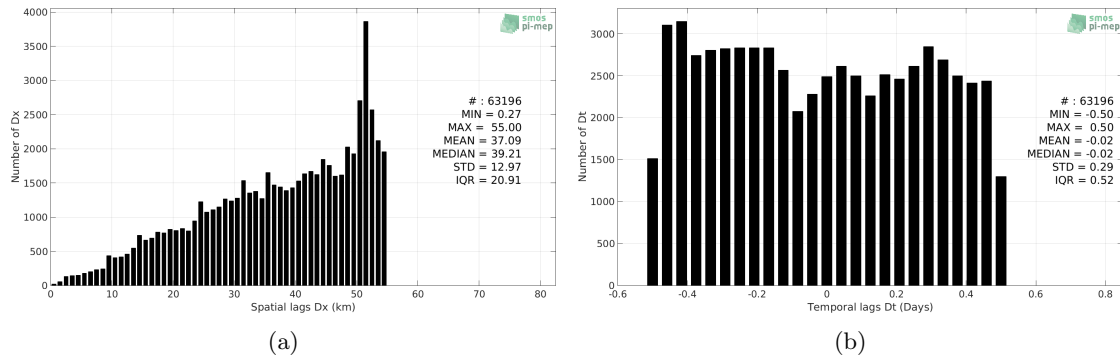 smos
pi-mep
4000
3500
3000
2500
2000
1500
1000
500
0
Number of Dx
# : 63196
MIN = 0.27
MAX = 55.00
MEAN = 37.09
MEDIAN = 39.21
STD = 12.97
IQR = 20.91
0 10 20 30 40 50 60 70 80
Spatial lags Dx (km)
(a)
smos
pi-mep
3000
2500
2000
1500
1000
500
0
Number of Dt
# : 63196
MIN = -0.50
MAX = 0.50
MEAN = -0.02
MEDIAN = -0.02
STD = 0.29
IQR = 0.52
-0.6 -0.4 -0.2 0 0.2 0.4 0.6 0.8
Temporal lags Dt (Days)
(b)